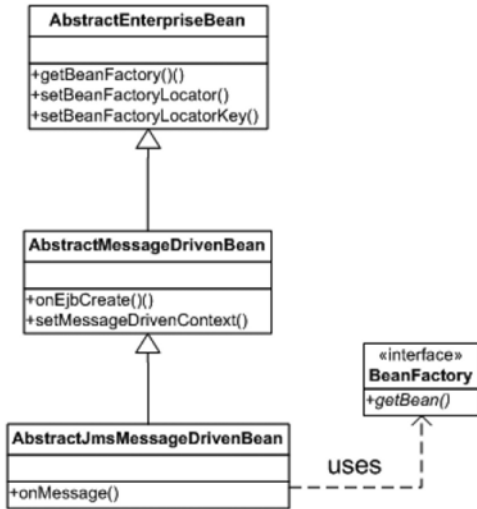 AbstractEnterpriseBean
+getBeanFactory()()
+setBeanFactoryLocator()
+setBeanFactoryLocatorKey()
AbstractMessageDrivenBean
+onEjbCreate()()
+setMessageDrivenContext()
«interface»
BeanFactory
+getBean()
AbstractJmsMessageDrivenBean
+onMessage()
uses